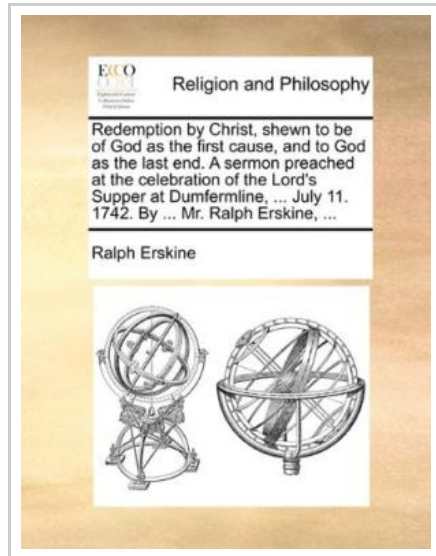 ECCO
Religion and Philosophy
Redemption by Christ, shewn to be
of God as the first cause, and to God
as the last end. A sermon preached
at the celebration of the Lord's
Supper at Dumfermline, ... July 11.
1742. By ... Mr. Ralph Erskine, ...
Ralph Erskine